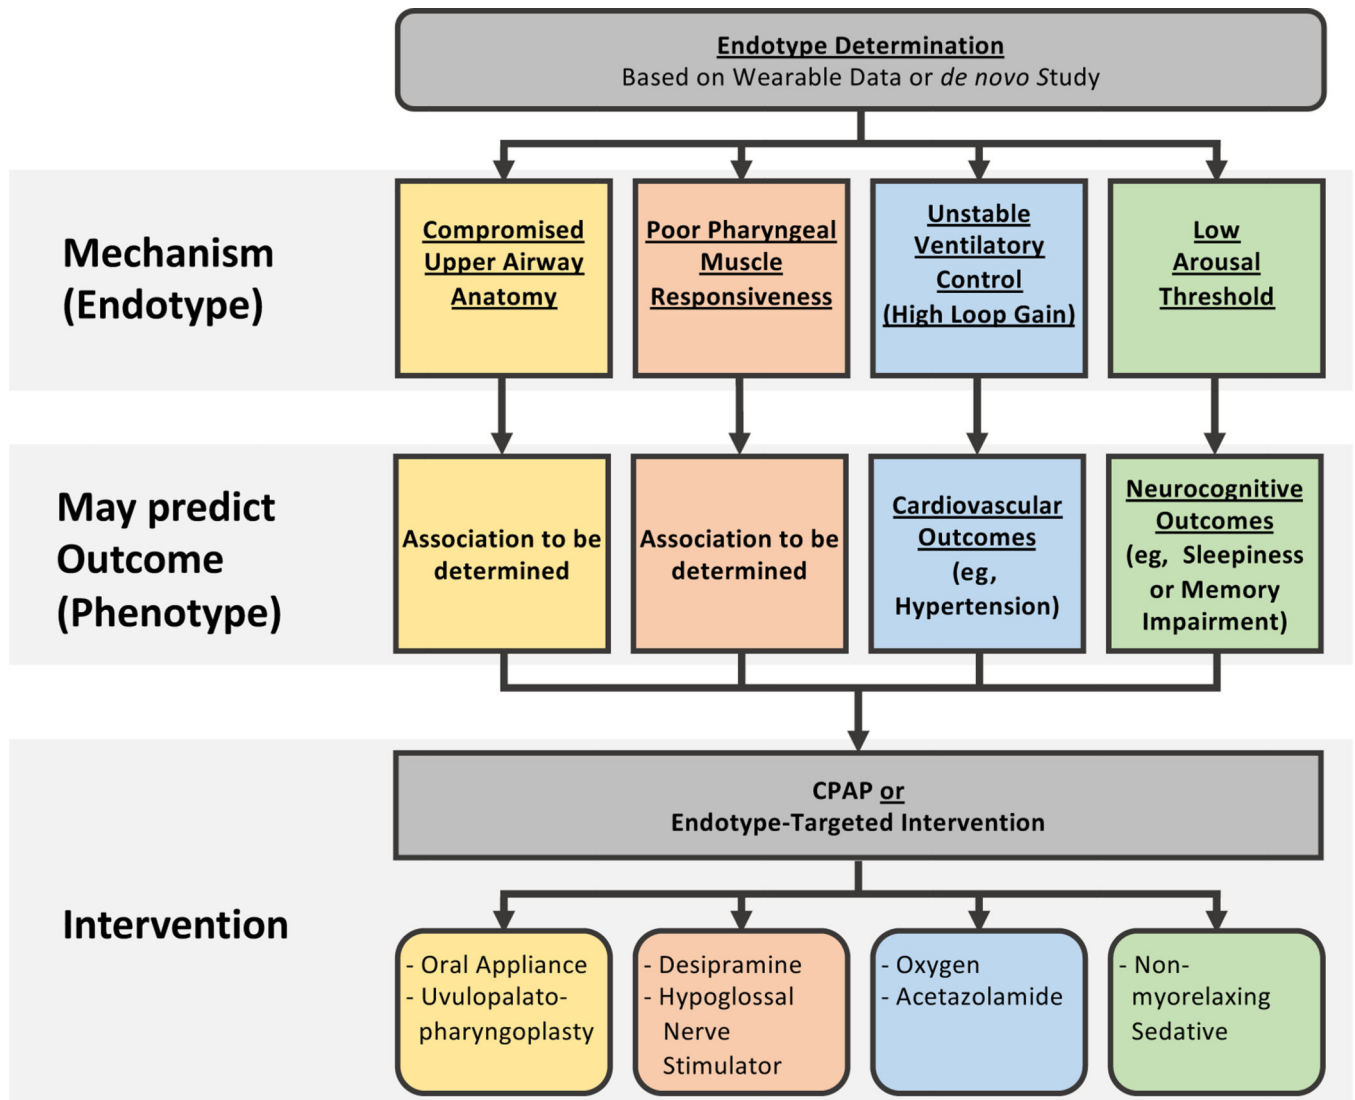 Endotype Determination
Based on Wearable Data or de novo Study
Mechanism
(Endotype)
Compromised
Upper Airway
Anatomy
Poor Pharyngeal
Muscle
Responsiveness
Unstable
Ventilatory
Control
(High Loop Gain)
Low
Arousal
Threshold
May predict
Outcome
(Phenotype)
Association to be
determined
Association to be
determined
Cardiovascular
Outcomes
(eg,
Hypertension)
Neurocognitive
Outcomes
(eg, Sleepiness
or Memory
Impairment)
Intervention
CPAP or
Endotype-Targeted Intervention
- Oral Appliance
- Uvulopalato-
pharyngoplasty
- Desipramine
- Hypoglossal
Nerve
Stimulator
- Oxygen
- Acetazolamide
- Non-
myorelaxing
Sedative